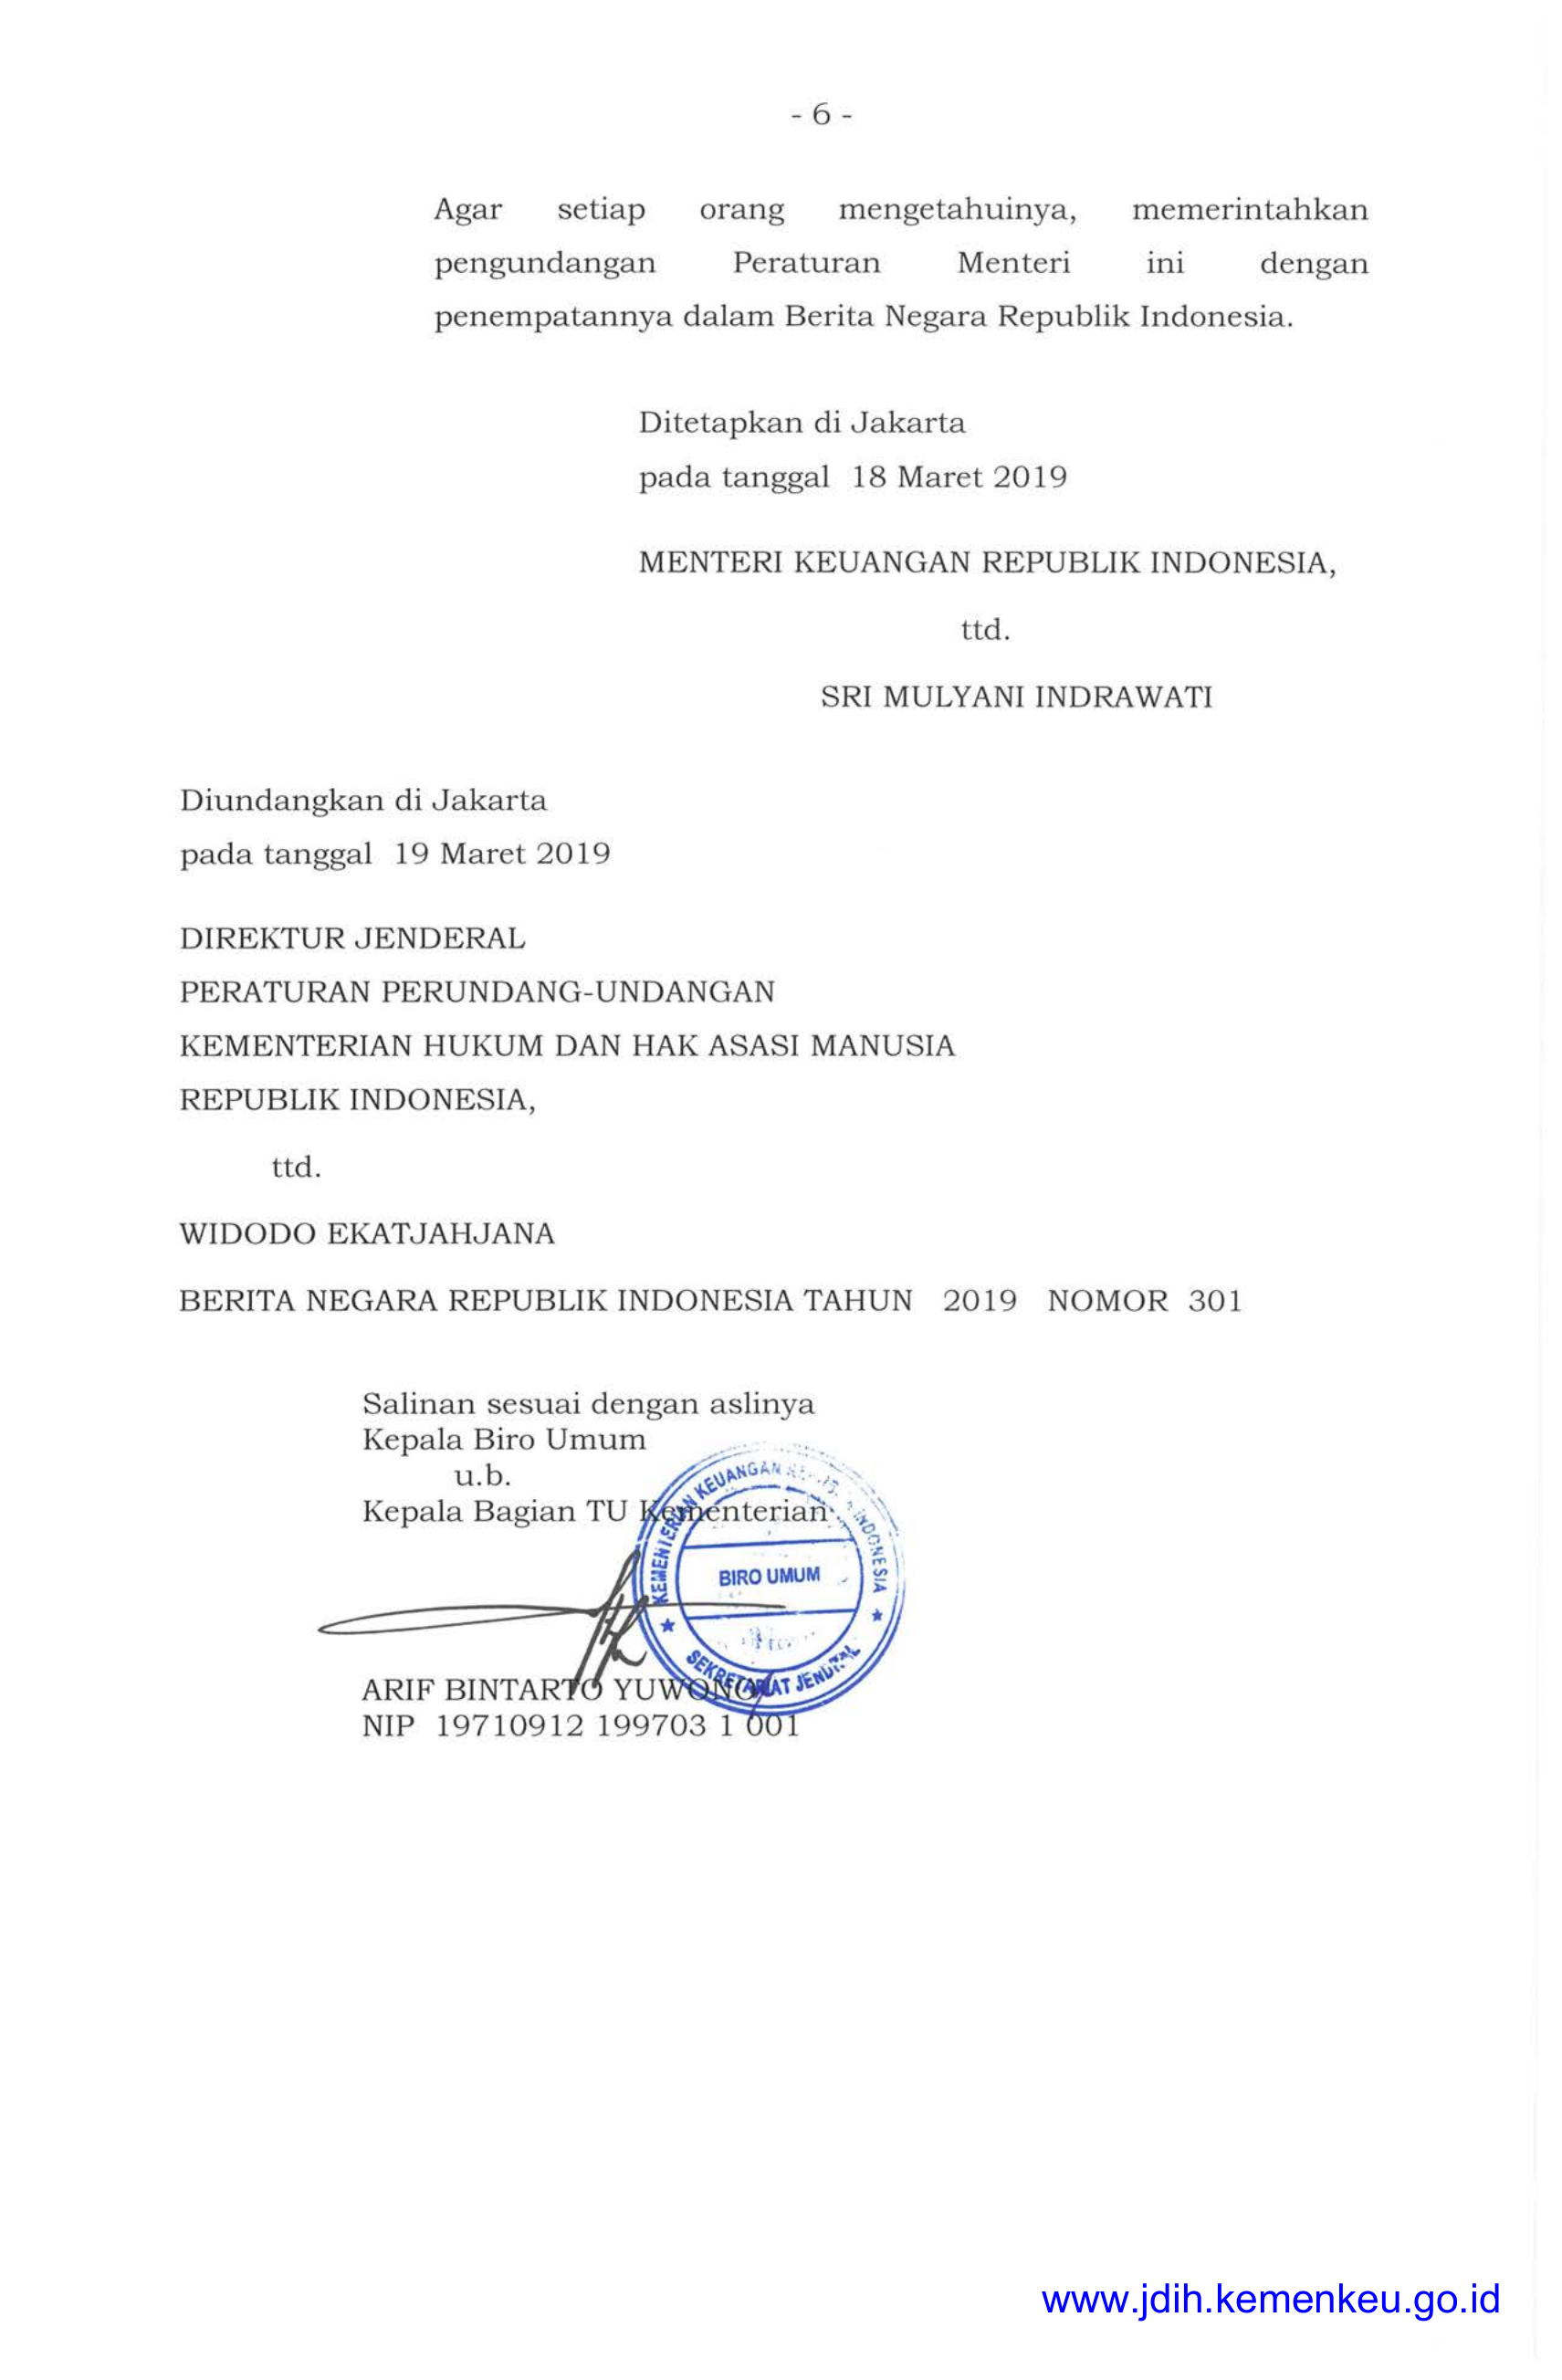 - 6 -
Agar setiap orang mengetahuinya, memerintahkan
pengundangan Peraturan Menteri ini dengan
penempatannya dalam Berita Negara Republik Indonesia.
Ditetapkan di Jakarta
pada tanggal 18 Maret 2019
MENTERI KEUANGAN REPUBLIK INDONESIA,
ttd.
SRI MULYANI INDRAWATI
Diundangkan di Jakarta
pada tanggal 19 Maret 2019
DIREKTUR JENDERAL
PERATURAN PERUNDANG-UNDANGAN
KEMENTERIAN HUKUM DAN HAK ASASI MANUSIA
REPUBLIK INDONESIA,
ttd.
WIDODO EKATJAHJANA
BERITA NEGARA REPUBLIK INDONESIA TAHUN 2019 NOMOR 301
Salinan sesuai dengan aslinya
Kepala Biro Umum
u.b.
Kepala Bagian TU Kementerian
KEMENTERIAN KEUANGAN INDONESIA
BIRO UMUM
SEKRETARIAT JENDRAL
ARIF BINTARTO YUWONO
NIP 19710912 199703 1 001
www.jdih.kemenkeu.go.id